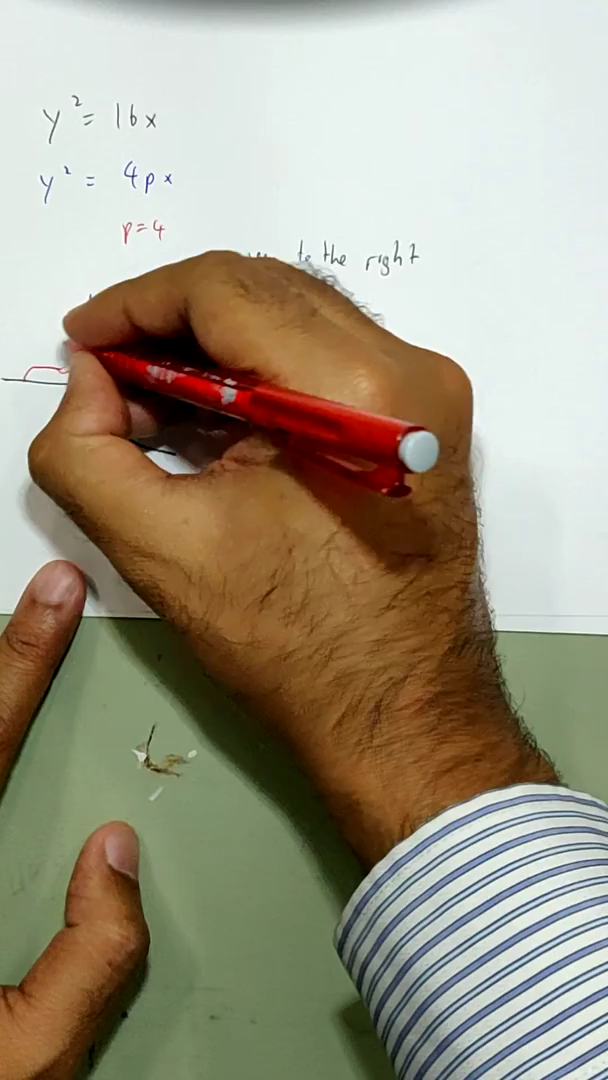 y² = 16x
y² = 4px
p=4
to the right